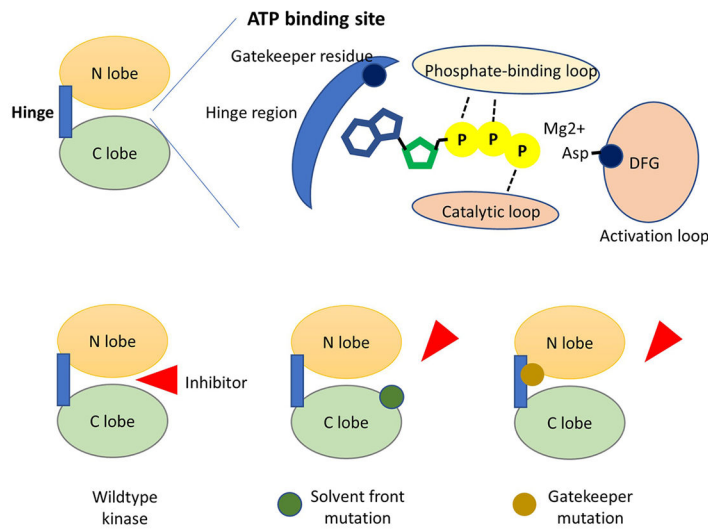 ATP binding site
Gatekeeper residue
N lobe
Phosphate-binding loop
Hinge
Hinge region
C lobe
P
P
P
Mg2+
Asp
DFG
Catalytic loop
Activation loop
N lobe
N lobe
N lobe
Inhibitor
C lobe
C lobe
C lobe
Wildtype
kinase
Solvent front
mutation
Gatekeeper
mutation